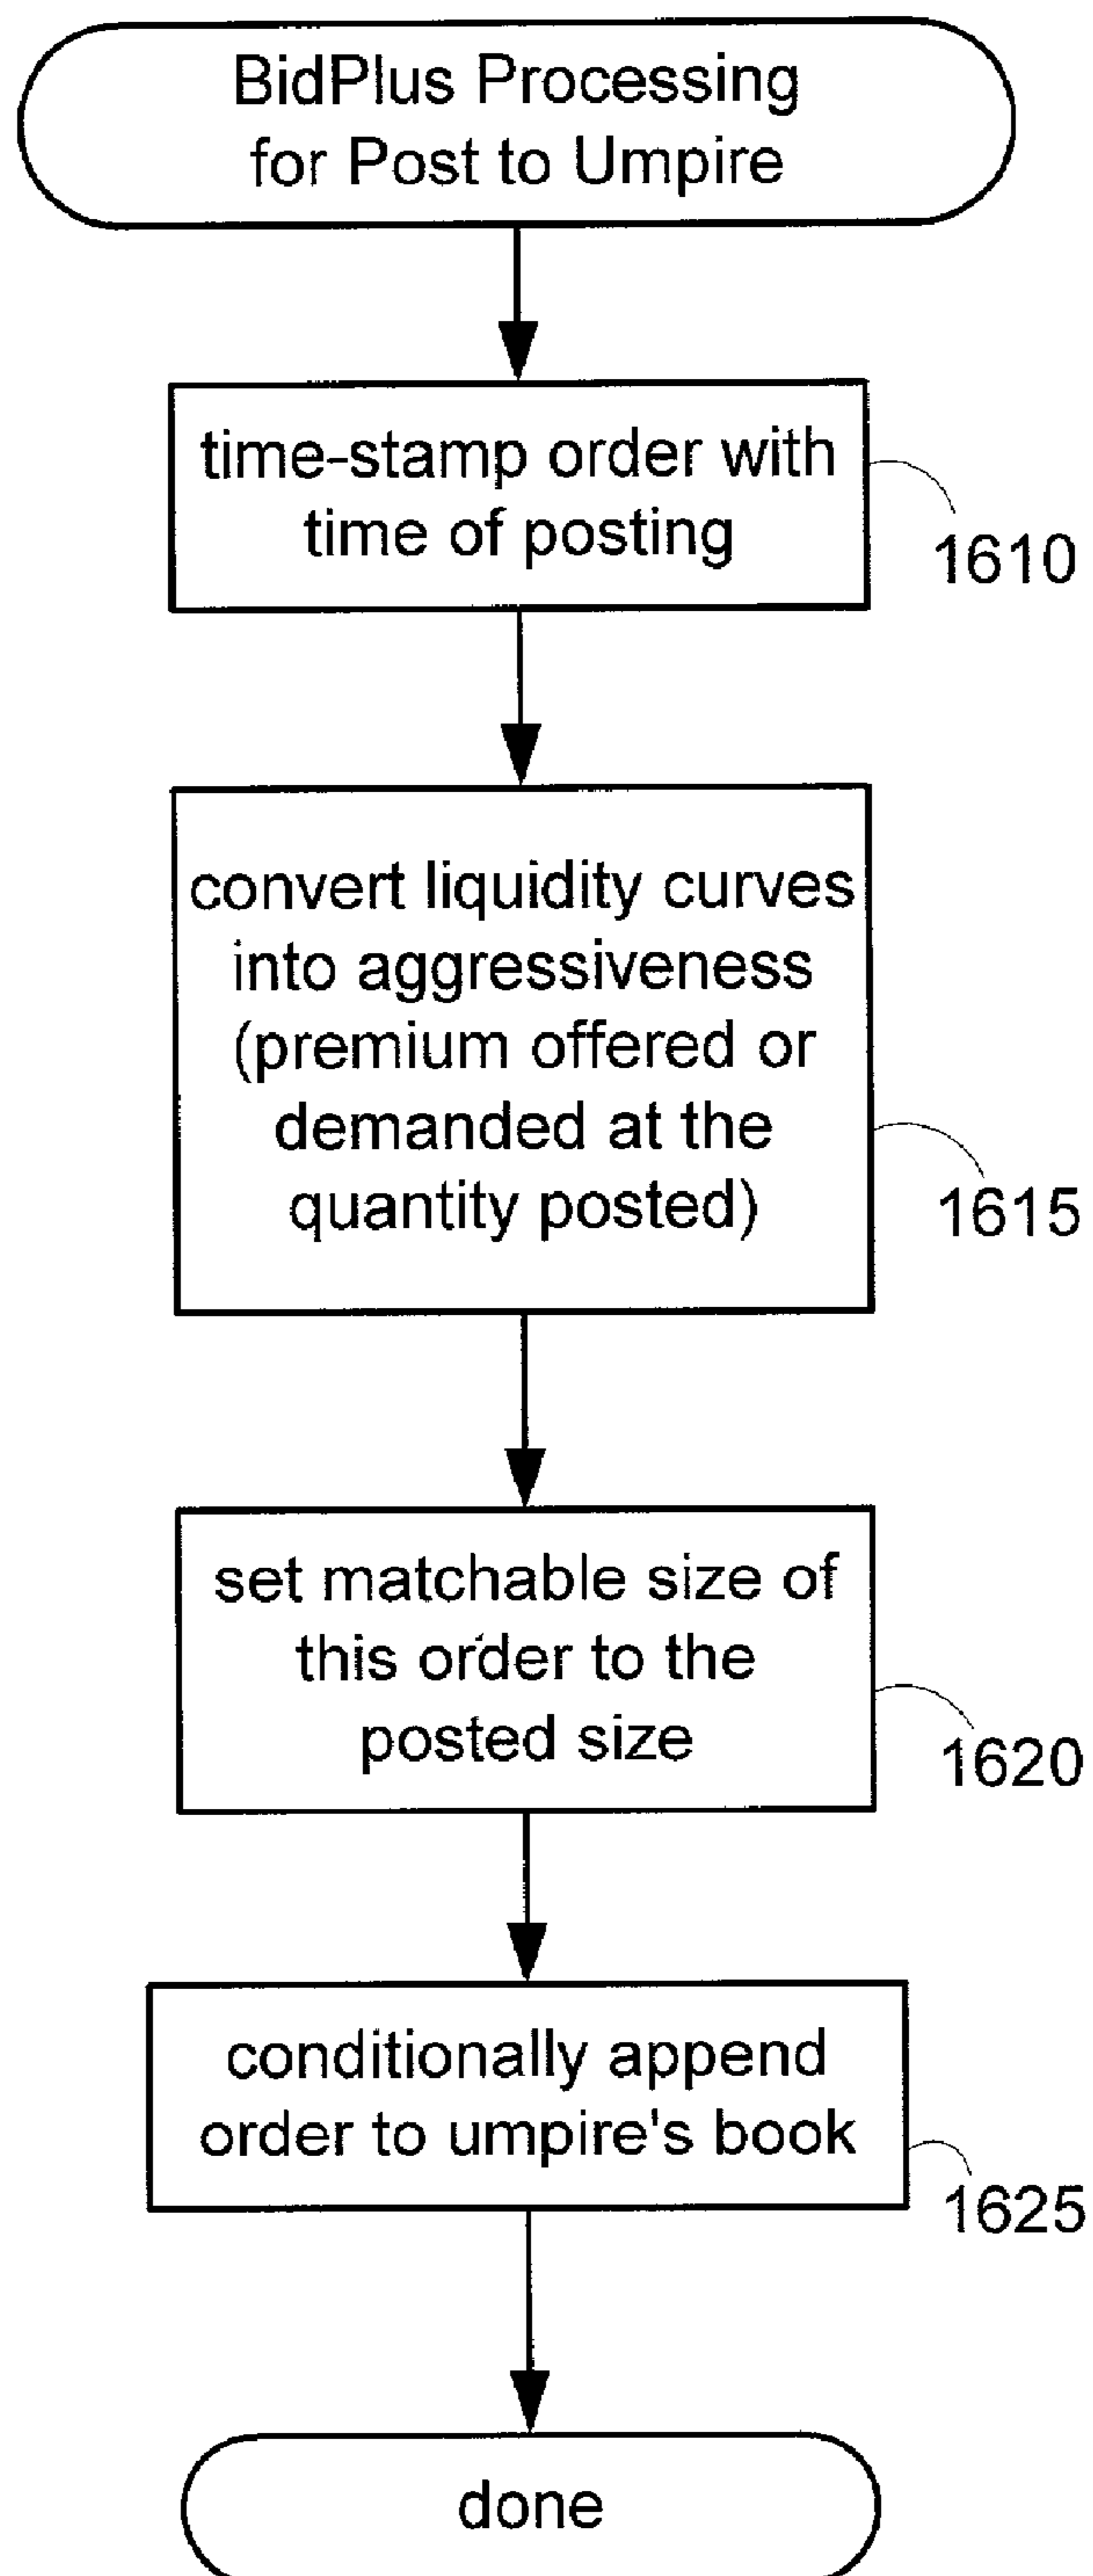 BidPlus Processing
for Post to Umpire
time-stamp order with
time of posting
1610
convert liquidity curves
into aggressiveness
(premium offered or
demanded at the
quantity posted)
1615
set matchable size of
this order to the
posted size
1620
conditionally append
order to umpire's book
1625
done